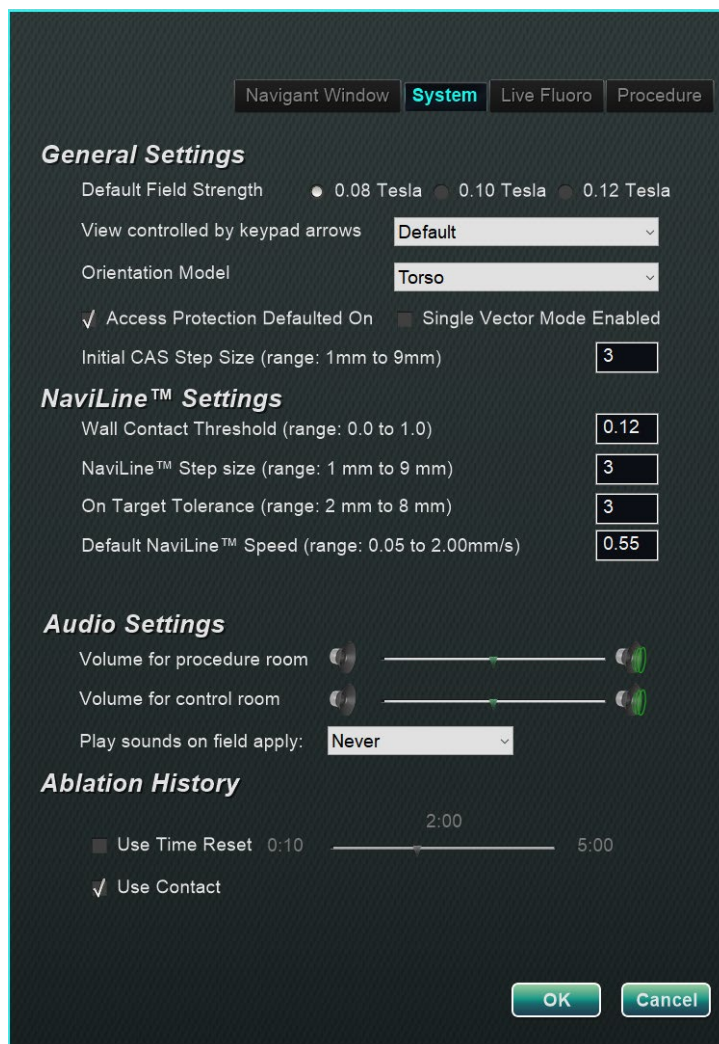 Navigant Window System Live Fluoro Procedure
General Settings
Default Field Strength 0.08 Tesla 0.10 Tesla 0.12 Tesla
View controlled by keypad arrows Default
Orientation Model Torso
Access Protection Defaulted On Single Vector Mode Enabled
Initial CAS Step Size (range: 1mm to 9mm) 3
NaviLine™ Settings
Wall Contact Threshold (range: 0.0 to 1.0) 0.12
NaviLine™ Step size (range: 1 mm to 9 mm) 3
On Target Tolerance (range: 2 mm to 8 mm) 3
Default NaviLine™ Speed (range: 0.05 to 2.00mm/s) 0.55
Audio Settings
Volume for procedure room
Volume for control room
Play sounds on field apply: Never
Ablation History
2:00
Use Time Reset 0:10 5:00
Use Contact
OK Cancel